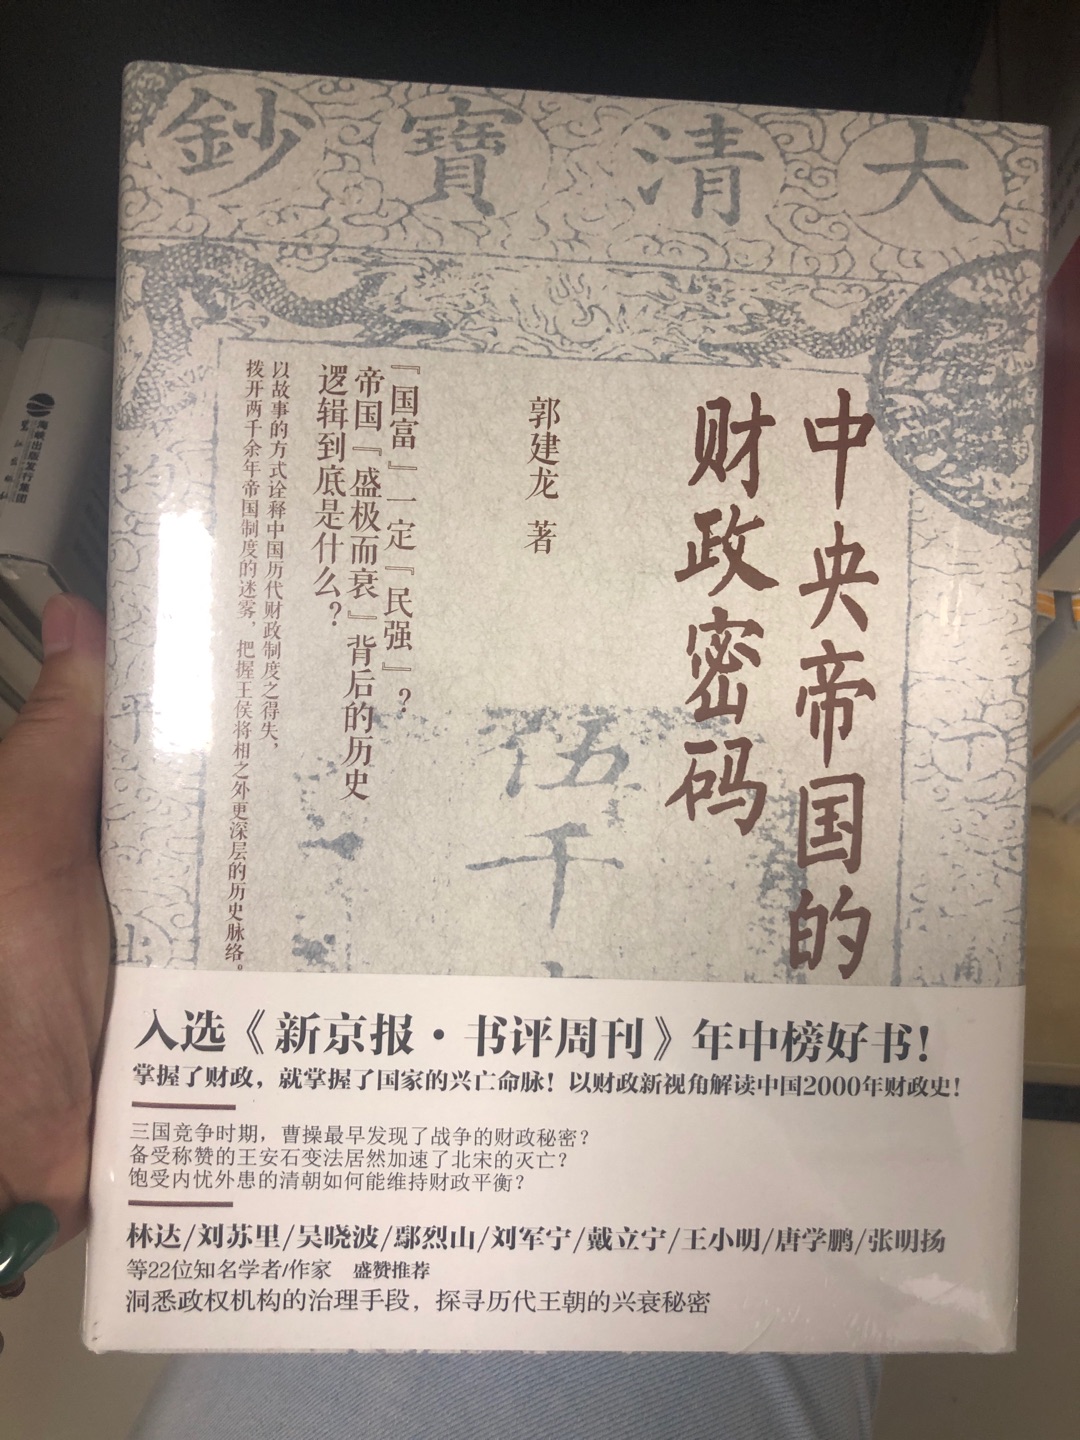 大清寶鈔
中央帝国的
财政密码
郭建龙 著
『国富』一定『民强』？
帝国『盛极而衰』背后的历史
逻辑到底是什么？
以故事的方式诠释中国历代财政制度之得失，
拨开两千余年帝国制度的迷雾，把握王侯将相之外更深层的历史脉络。
伍千
均
平
入选《新京报·书评周刊》年中榜好书！
掌握了财政，就掌握了国家的兴亡命脉！以财政新视角解读中国2000年财政史！
三国竞争时期，曹操最早发现了战争的财政秘密？
备受称赞的王安石变法居然加速了北宋的灭亡？
饱受内忧外患的清朝如何能维持财政平衡？
林达/刘苏里/吴晓波/鄢烈山/刘军宁/戴立宁/王小明/唐学鹏/张明扬
等22位知名学者/作家 盛赞推荐
洞悉政权机构的治理手段，探寻历代王朝的兴衰秘密
海峡出版发行集团